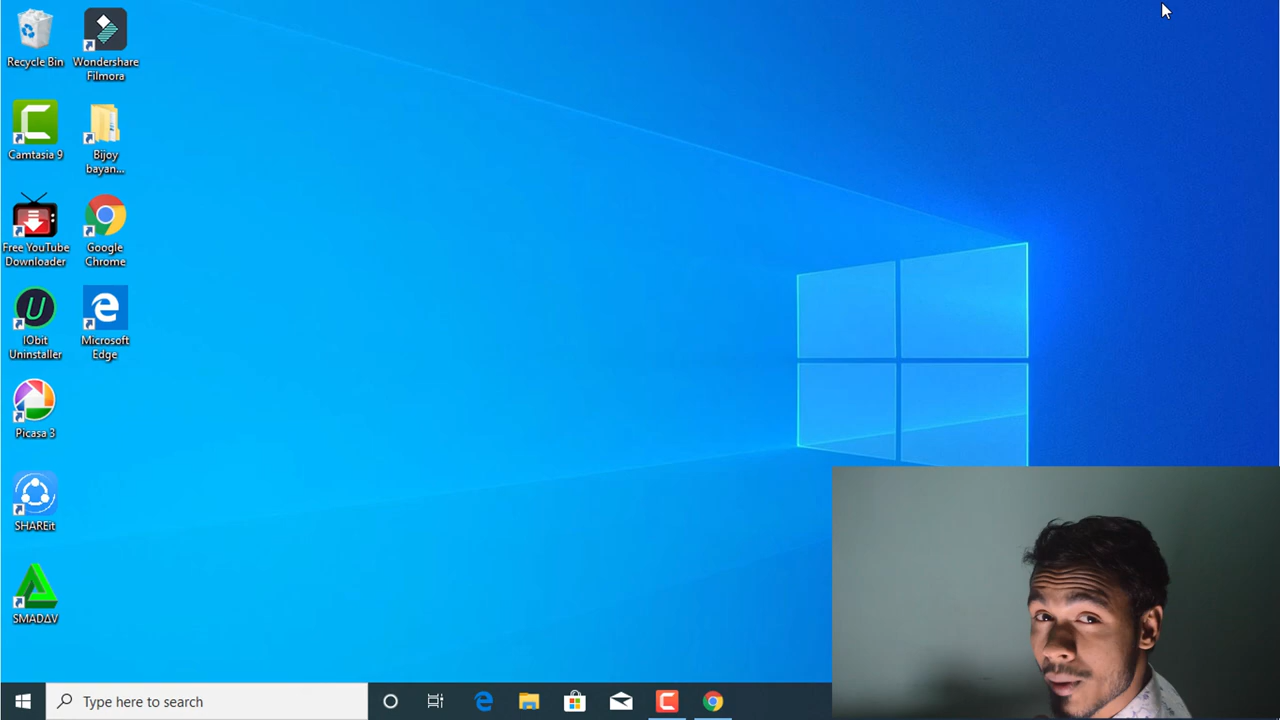 Recycle Bin
Wondershare
Filmora
Camtasia 9
Bijoy
bayan...
Free YouTube
Downloader
Google
Chrome
IObit
Uninstaller
Microsoft
Edge
Picasa 3
SHAREit
SMADΔV
Type here to search